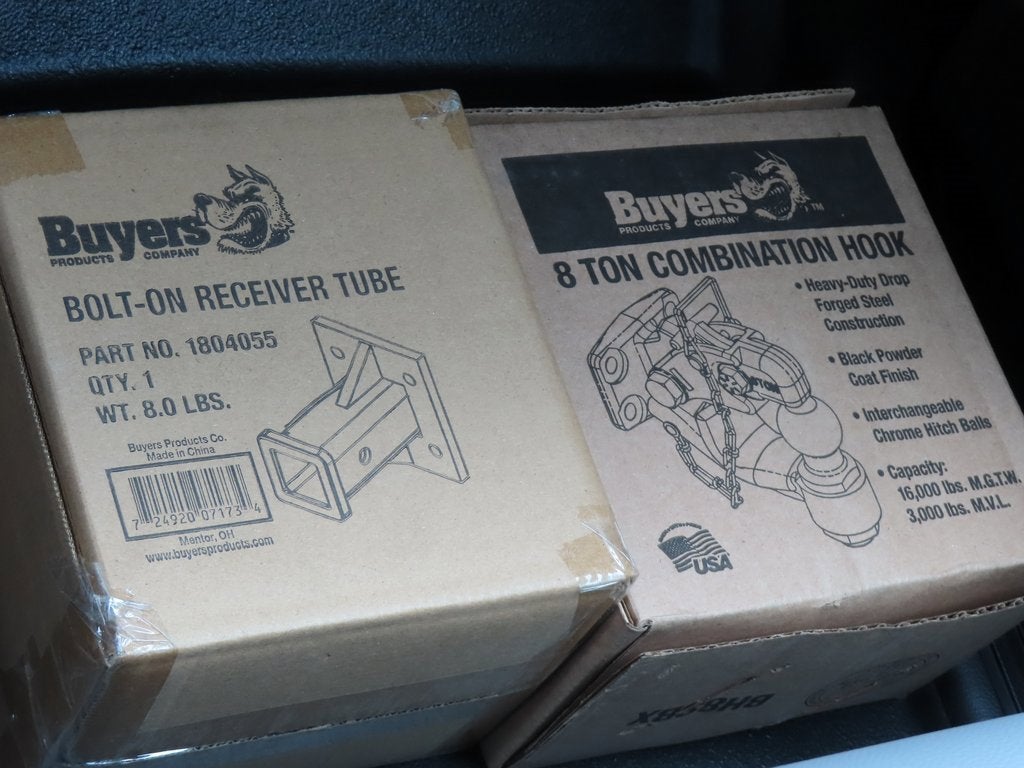 Buyers
PRODUCTS COMPANY
BOLT-ON RECEIVER TUBE
PART NO. 1804055
QTY. 1
WT. 8.0 LBS.
Buyers Products Co.
Made in China
7 24920 07173 4
Mentor, OH
www.buyersproducts.com
Buyers TM
PRODUCTS COMPANY
8 TON COMBINATION HOOK
• Heavy-Duty Drop
Forged Steel
Construction
• Black Powder
Coat Finish
• Interchangeable
Chrome Hitch Balls
• Capacity:
16,000 lbs. M.G.T.W.
3,000 lbs. M.V.L.
USA